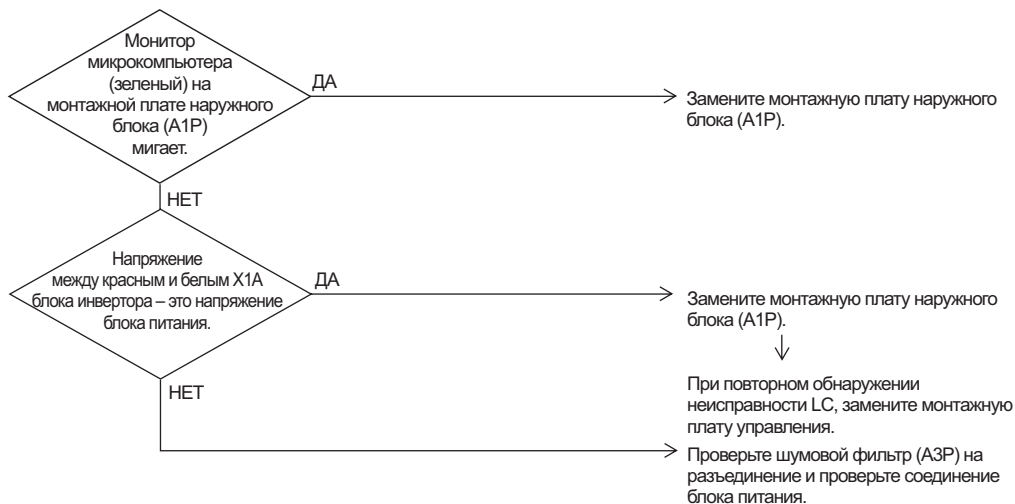 Монитор
микрокомпьютера
(зеленый) на
монтажной плате наружного
блока (A1P)
мигает.
ДА
Замените монтажную плату наружного
блока (A1P).
НЕТ
Напряжение
между красным и белым X1A
блока инвертора – это напряжение
блока питания.
ДА
Замените монтажную плату наружного
блока (A1P).
При повторном обнаружении
неисправности LC, замените монтажную
плату управления.
НЕТ
Проверьте шумовой фильтр (A3P) на
разъединение и проверьте соединение
блока питания.